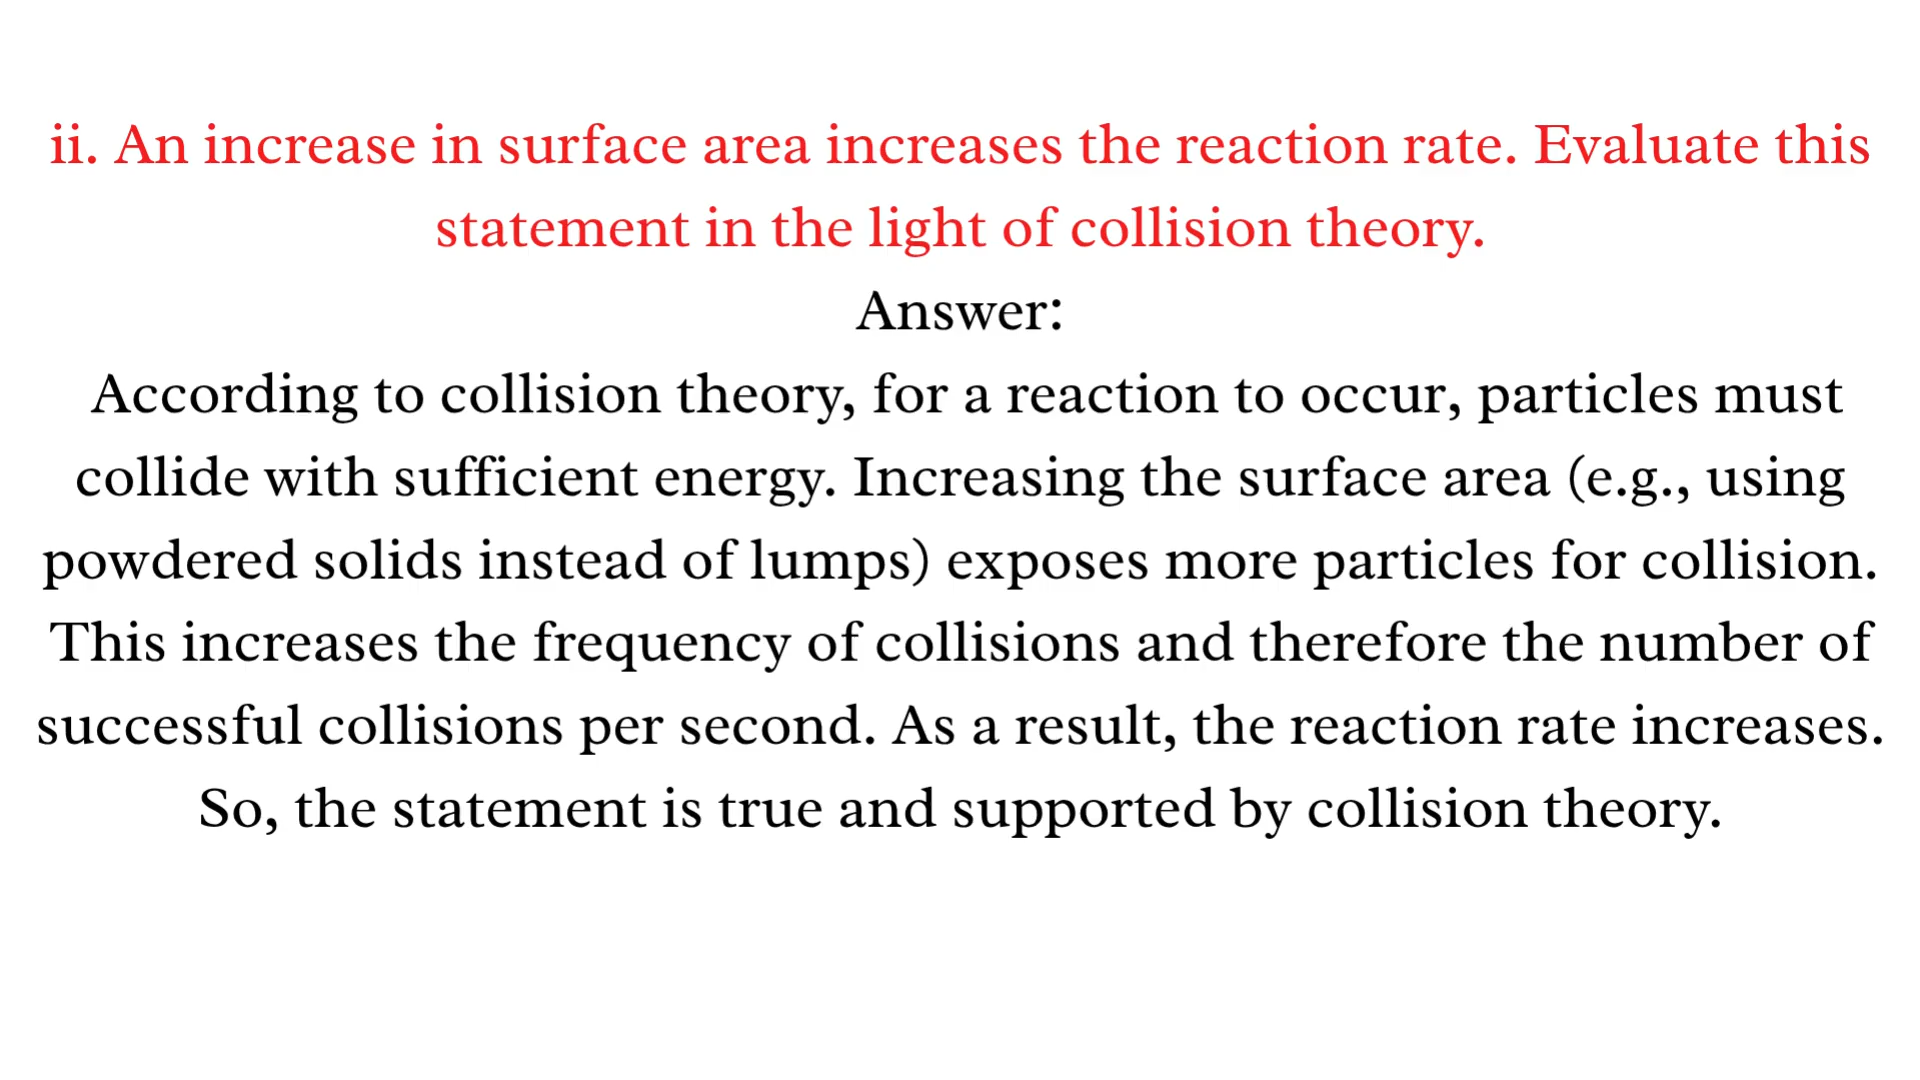 ii. An increase in surface area increases the reaction rate. Evaluate this
statement in the light of collision theory.
Answer:
According to collision theory, for a reaction to occur, particles must
collide with sufficient energy. Increasing the surface area (e.g., using
powdered solids instead of lumps) exposes more particles for collision.
This increases the frequency of collisions and therefore the number of
successful collisions per second. As a result, the reaction rate increases.
So, the statement is true and supported by collision theory.